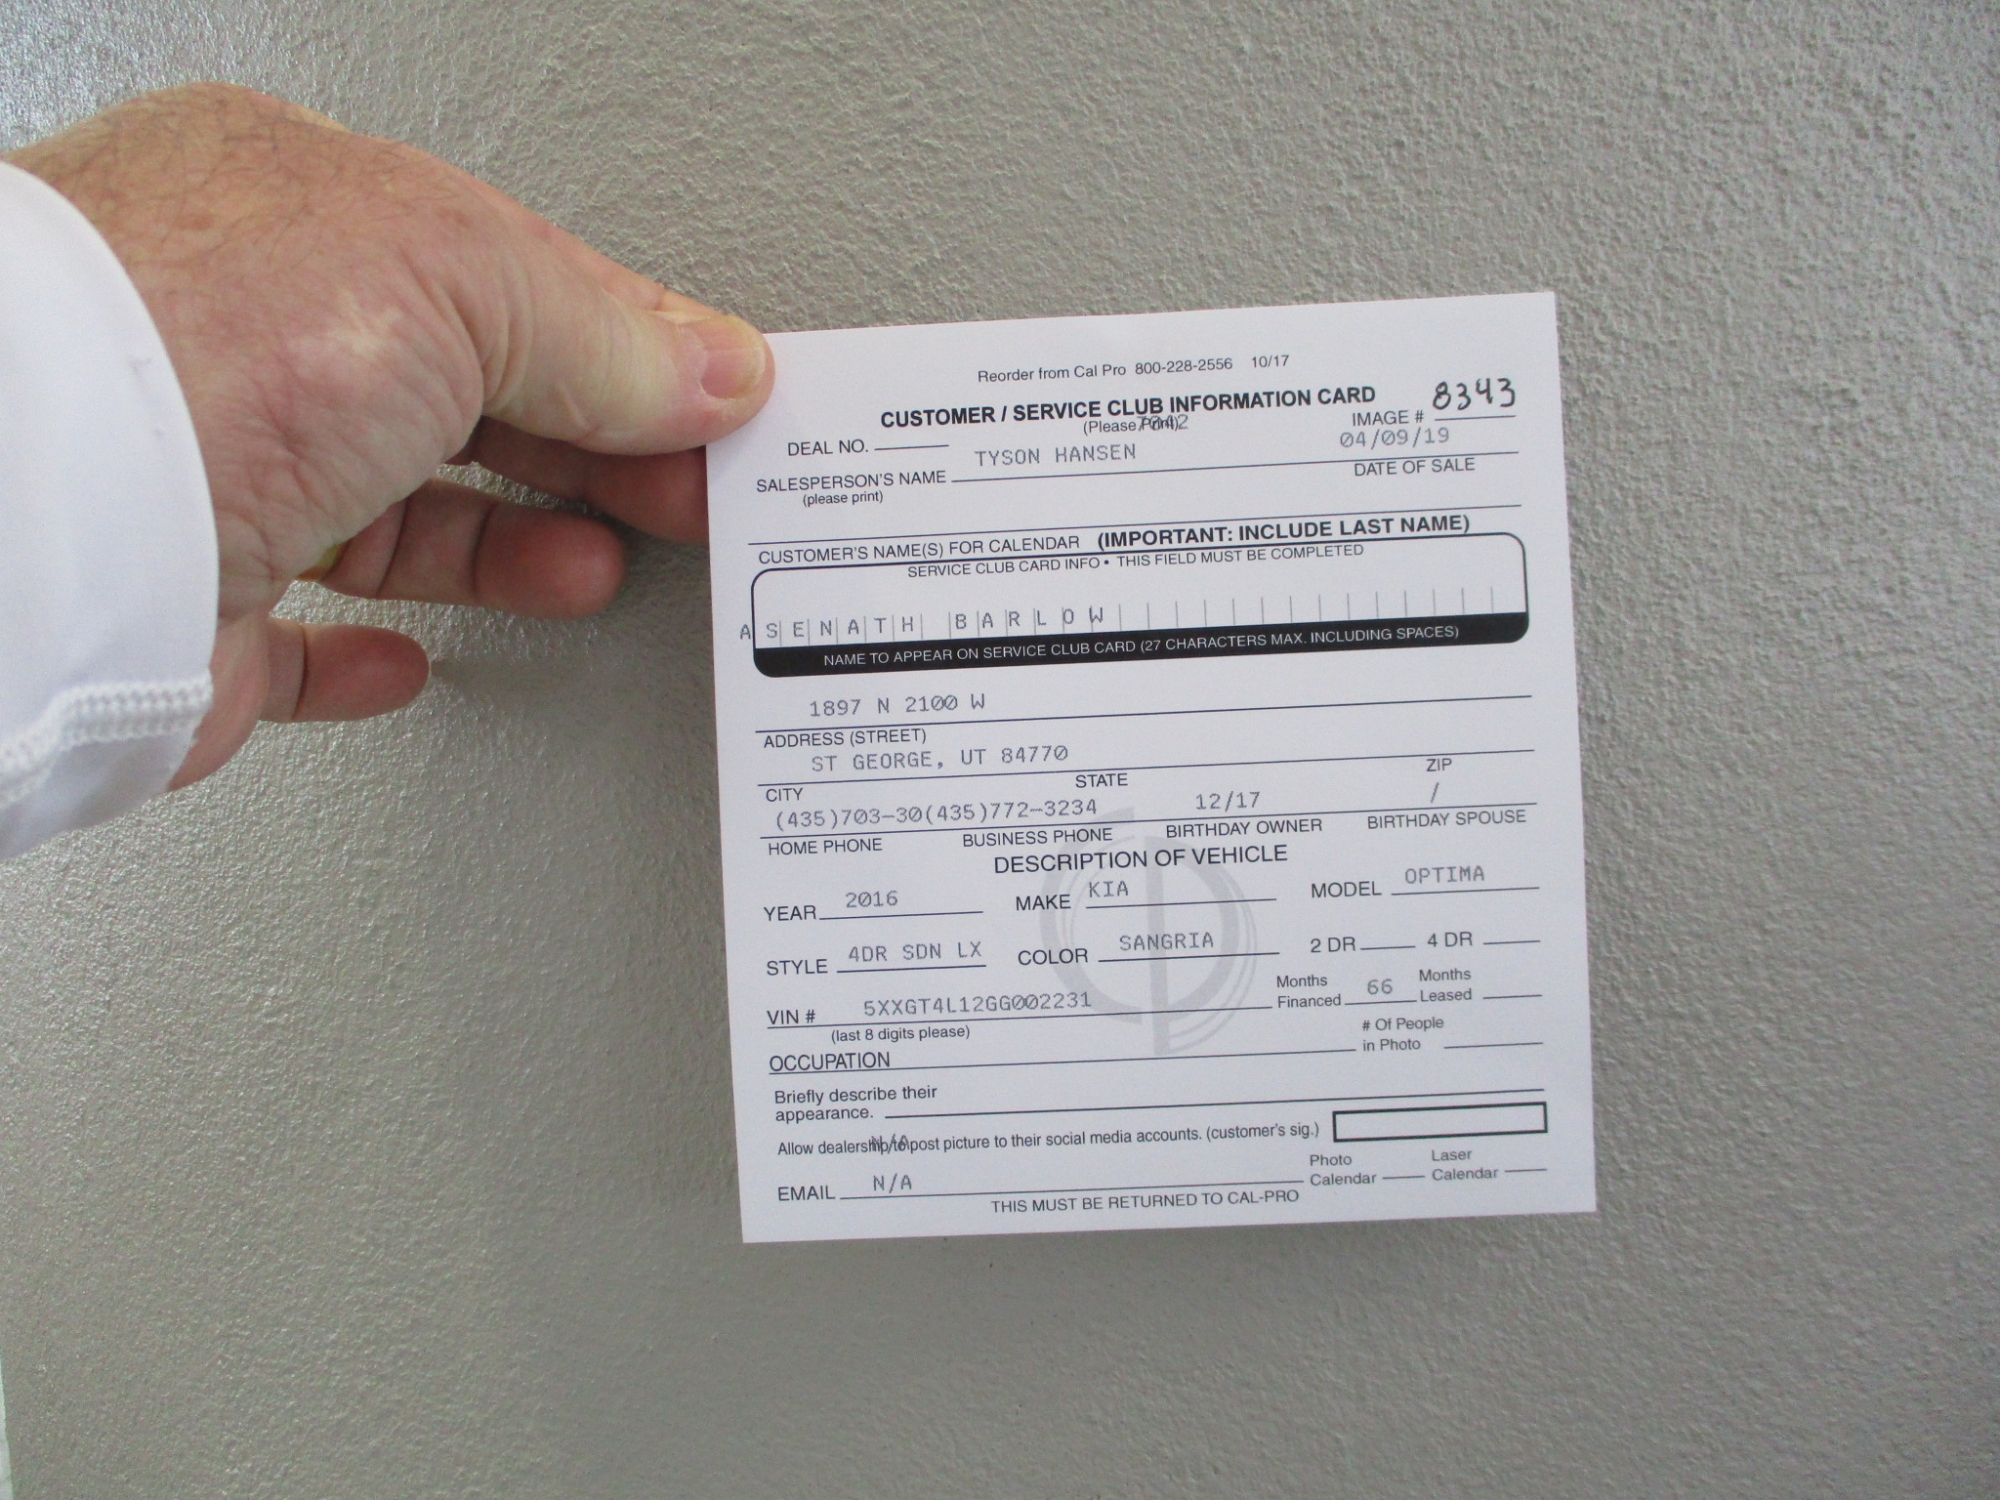 Reorder from Cal Pro 800-228-2556 10/17
CUSTOMER / SERVICE CLUB INFORMATION CARD
(Please Print)
IMAGE # 8343
DEAL NO.
TYSON HANSEN 04/09/19
SALESPERSON'S NAME DATE OF SALE
(please print)
CUSTOMER'S NAME(S) FOR CALENDAR (IMPORTANT: INCLUDE LAST NAME)
SERVICE CLUB CARD INFO • THIS FIELD MUST BE COMPLETED
ASENATH BARLOW
NAME TO APPEAR ON SERVICE CLUB CARD (27 CHARACTERS MAX. INCLUDING SPACES)
1897 N 2100 W
ADDRESS (STREET)
ST GEORGE, UT 84770
CITY STATE ZIP
(435)703-30(435)772-3234 12/17 /
HOME PHONE BUSINESS PHONE BIRTHDAY OWNER BIRTHDAY SPOUSE
DESCRIPTION OF VEHICLE
YEAR 2016 MAKE KIA MODEL OPTIMA
STYLE 4DR SDN LX COLOR SANGRIA 2 DR 4 DR
VIN # 5XXGT4L12GG002231 Months Financed 66 Months Leased
(last 8 digits please)
OCCUPATION # Of People in Photo
Briefly describe their
appearance.
Allow dealership to post picture to their social media accounts. (customer's sig.)
N/A
EMAIL N/A Photo Calendar Laser Calendar
THIS MUST BE RETURNED TO CAL-PRO